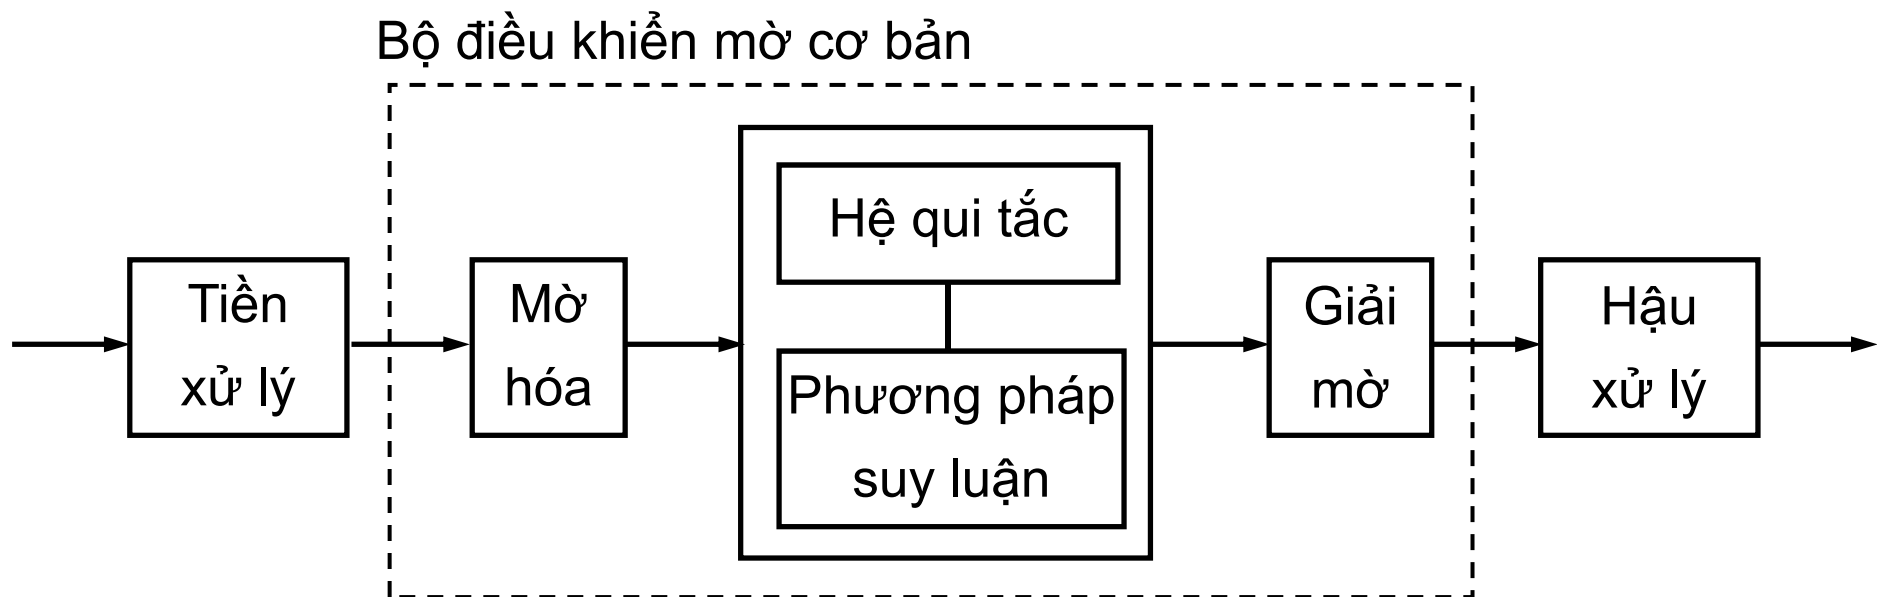 Bộ điều khiển mờ cơ bản
Tiền
xử lý
Mờ
hóa
Hệ qui tắc
Phương pháp
suy luận
Giải
mờ
Hậu
xử lý